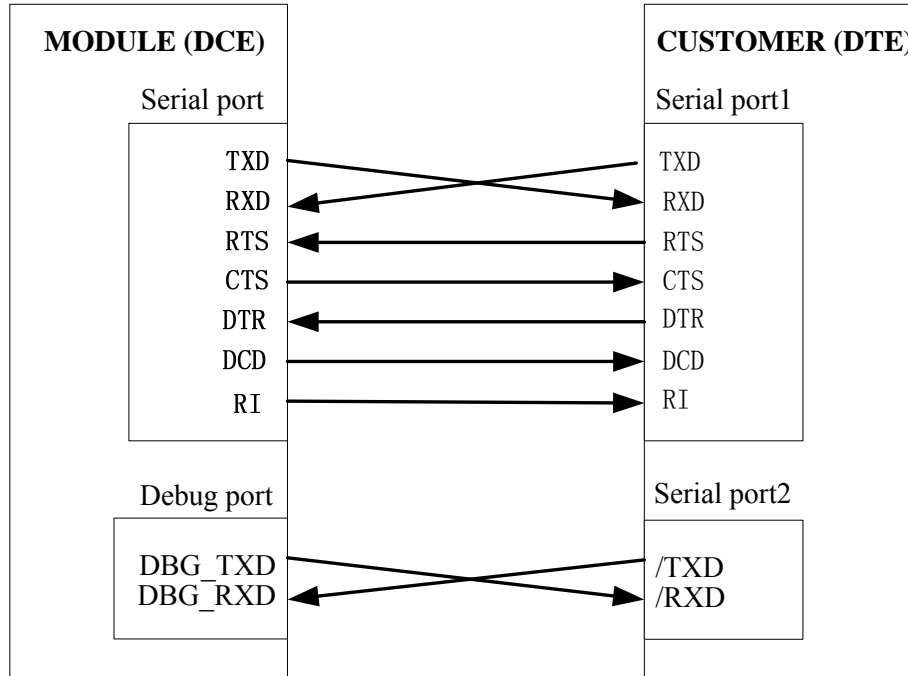 MODULE (DCE)
Serial port
TXD
RXD
RTS
CTS
DTR
DCD
RI
Debug port
DBG_TXD
DBG_RXD
CUSTOMER (DTE)
Serial port1
TXD
RXD
RTS
CTS
DTR
DCD
RI
Serial port2
/TXD
/RXD